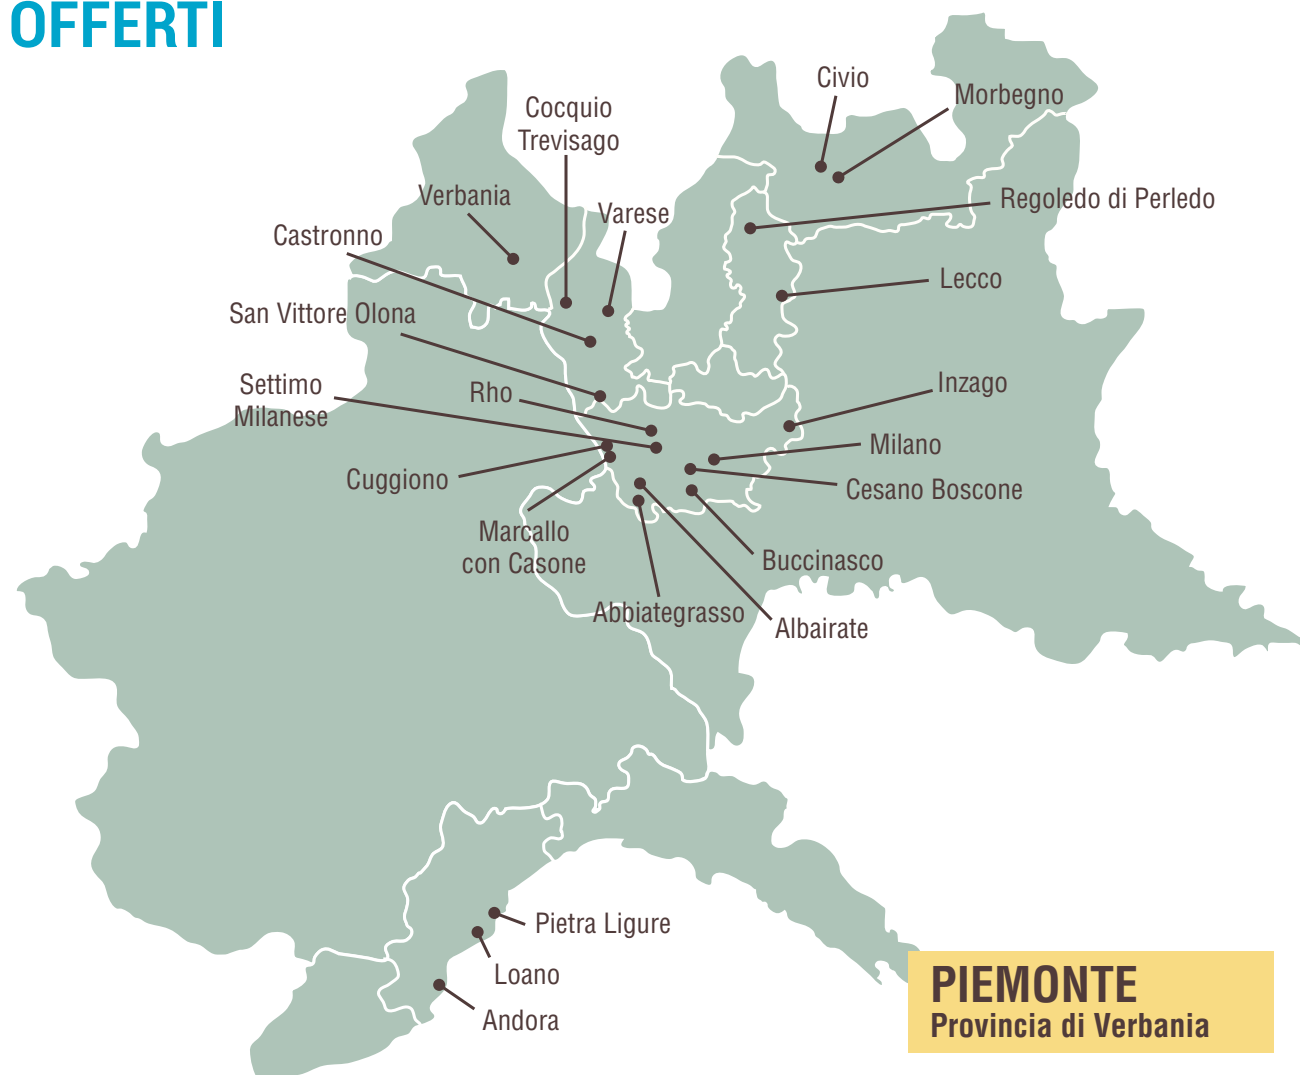 OFFERTI
Civio
Morbegno
Cocquio
Trevisago
Verbania
Varese
Regoledo di Perledo
Castronno
Lecco
San Vittore Olona
Settimo
Milanese
Rho
Inzago
Milano
Cuggiono
Cesano Boscone
Marcallo
con Casone
Buccinasco
Abbiategrasso
Albairate
Pietra Ligure
Loano
Andora
PIEMONTE
Provincia di Verbania